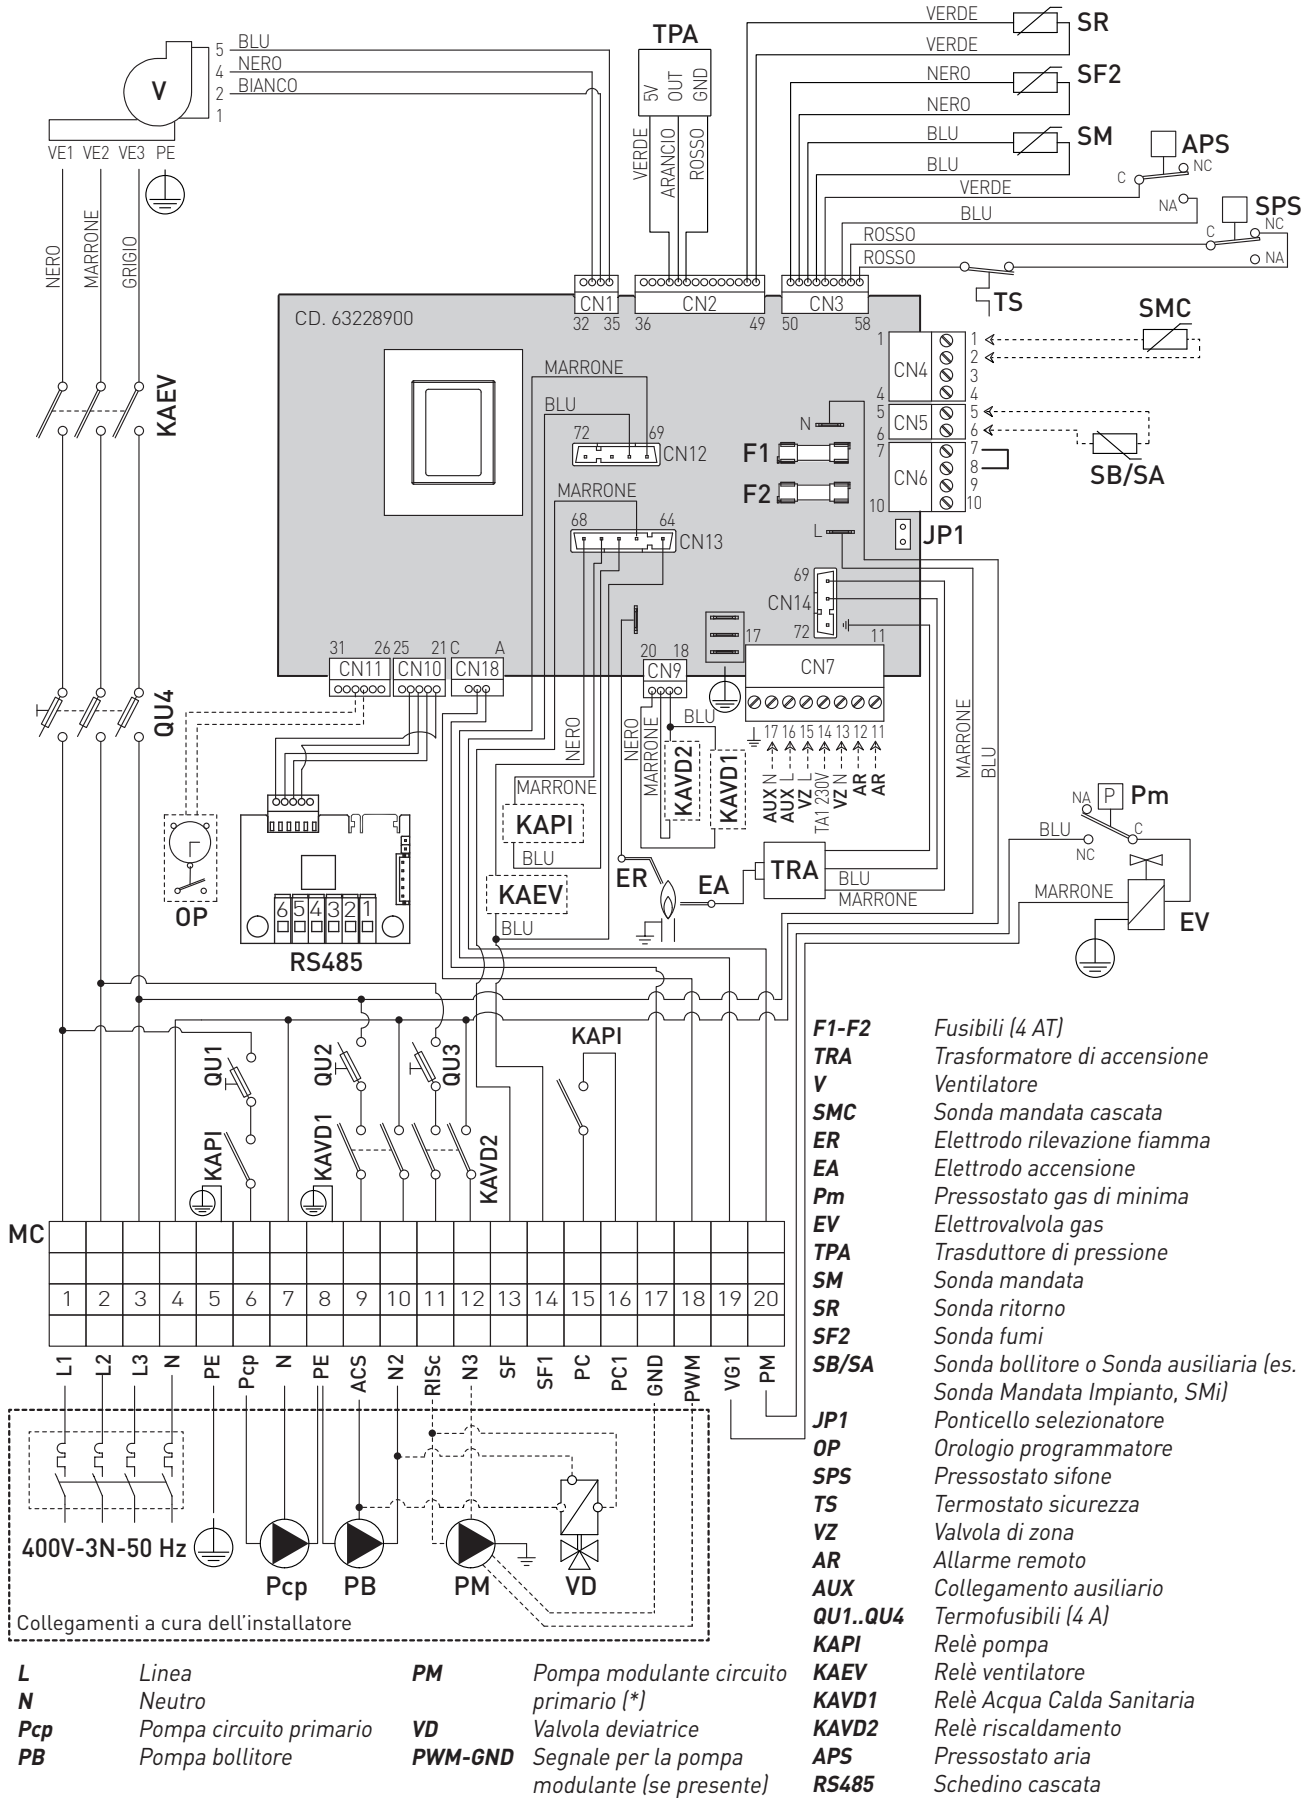 VERDE
SR
VERDE
TPA
5V
OUT
GND
NERO
SF2
NERO
BLU
SM
BLU
5
BLU
4
NERO
2
BIANCO
1
V
VE1 VE2 VE3 PE
VERDE
ARANCIO
ROSSO
APS
C
NC
NA
VERDE
BLU
SPS
C
NC
NA
ROSSO
ROSSO
TS
NERO
MARRONE
GRIGIO
CN1
32 35
CN2
36 49
CN3
50 58
CD. 63228900
SMC
1
CN4
4
1
2
3
4
5
CN5
6
5
6
7
CN6
10
7
8
9
10
SB/SA
JP1
KAEV
MARRONE
BLU
72 69
CN12
N
F1
F2
L
MARRONE
68 64
CN13
69
CN14
72
31 26
CN11
25 21
CN10
C A
CN18
20 18
CN9
17 11
CN7
QU4
NERO
MARRONE
KAPI
BLU
KAEV
BLU
NERO
MARRONE
BLU
KAVD2
KAVD1
17 16 15 14 13 12 11
AUX N
AUX L
VZ L
TA1 230V
VZ N
AR
AR
MARRONE
BLU
OP
6 5 4 3 2 1
RS485
ER
EA
TRA
BLU
MARRONE
NA
P
Pm
C
BLU
NC
MARRONE
EV
QU1
QU2
QU3
KAPI
KAPI
KAVD1
KAVD2
MC
1 2 3 4 5 6 7 8 9 10 11 12 13 14 15 16 17 18 19 20
L1 L2 L3 N PE Pcp N PE ACS N2 RISc N3 SF SF1 PC PC1 GND PWM VG1 PM
400V-3N-50 Hz
Pcp
PB
PM
VD
Collegamenti a cura dell'installatore
F1-F2 Fusibili (4 AT)
TRA Trasformatore di accensione
V Ventilatore
SMC Sonda mandata cascata
ER Elettrodo rilevazione fiamma
EA Elettrodo accensione
Pm Pressostato gas di minima
EV Elettrovalvola gas
TPA Trasduttore di pressione
SM Sonda mandata
SR Sonda ritorno
SF2 Sonda fumi
SB/SA Sonda bollitore o Sonda ausiliaria (es.
Sonda Mandata Impianto, SMi)
JP1 Ponticello selezionatore
OP Orologio programmatore
SPS Pressostato sifone
TS Termostato sicurezza
VZ Valvola di zona
AR Allarme remoto
AUX Collegamento ausiliario
QU1..QU4 Termofusibili (4 A)
KAPI Relè pompa
KAEV Relè ventilatore
KAVD1 Relè Acqua Calda Sanitaria
KAVD2 Relè riscaldamento
APS Pressostato aria
RS485 Schedino cascata
L Linea
N Neutro
Pcp Pompa circuito primario
PB Pompa bollitore
PM Pompa modulante circuito
primario (*)
VD Valvola deviatrice
PWM-GND Segnale per la pompa
modulante (se presente)